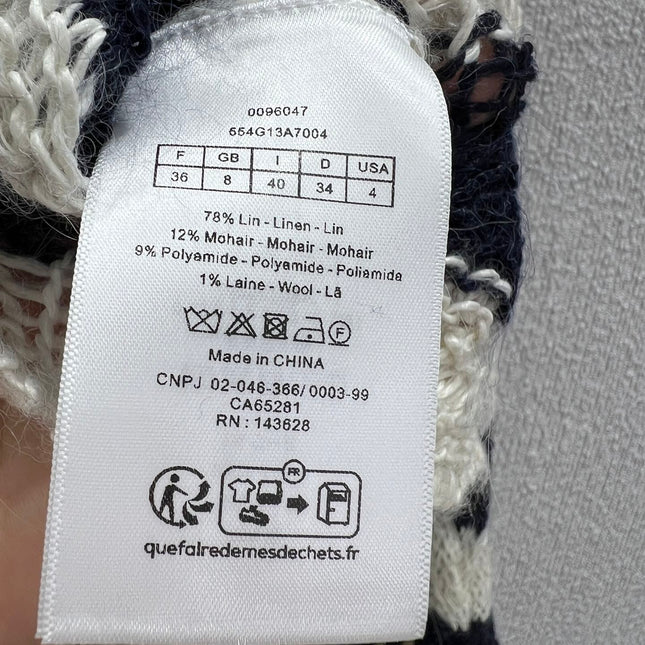 0096047
654G13A7004
F GB I D USA
36 8 40 34 4
78% Lin - Linen - Lin
12% Mohair - Mohair - Mohair
9% Polyamide - Polyamide - Poliamida
1% Laine - Wool - Lã
F
Made in CHINA
CNPJ 02-046-366/0003-99
CA65281
RN : 143628
FR
quefairedemesdechets.fr